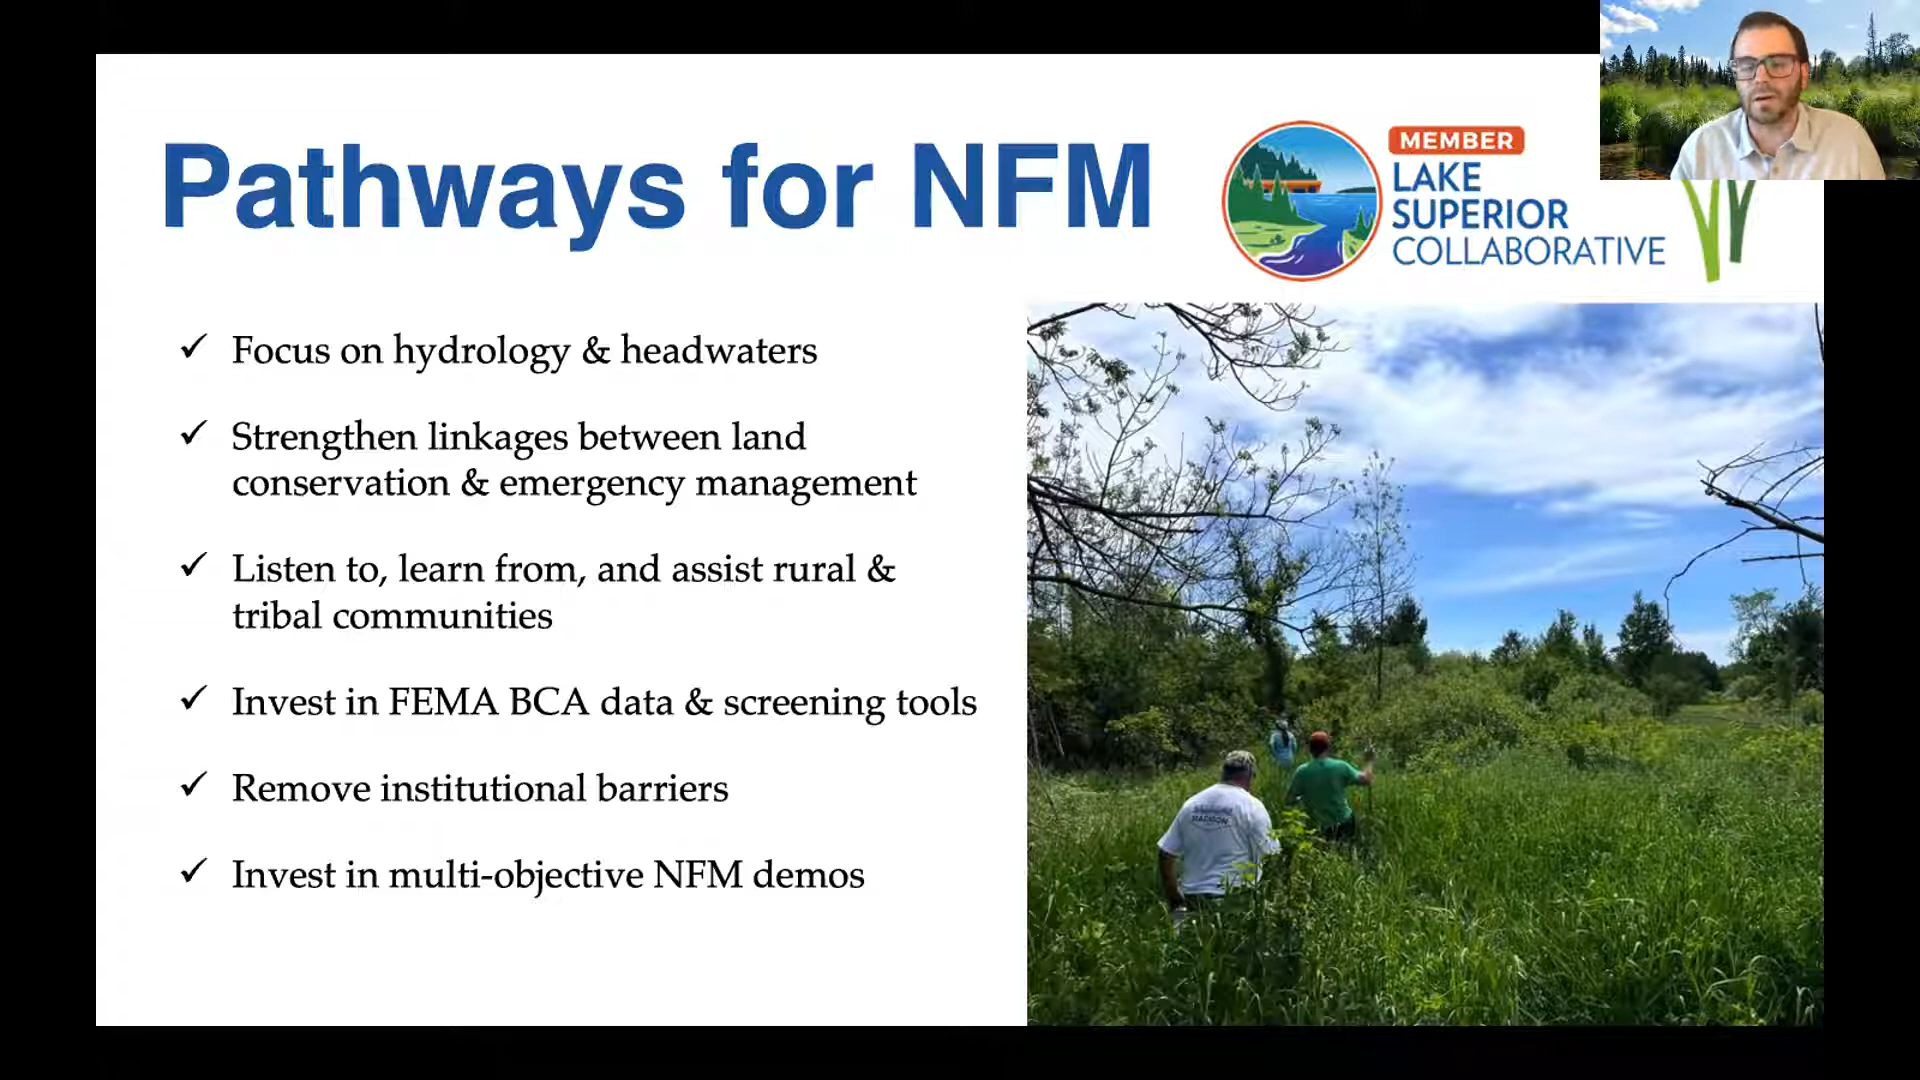 Pathways for NFM
MEMBER
LAKE
SUPERIOR
COLLABORATIVE
✓ Focus on hydrology & headwaters
✓ Strengthen linkages between land
conservation & emergency management
✓ Listen to, learn from, and assist rural &
tribal communities
✓ Invest in FEMA BCA data & screening tools
✓ Remove institutional barriers
✓ Invest in multi-objective NFM demos